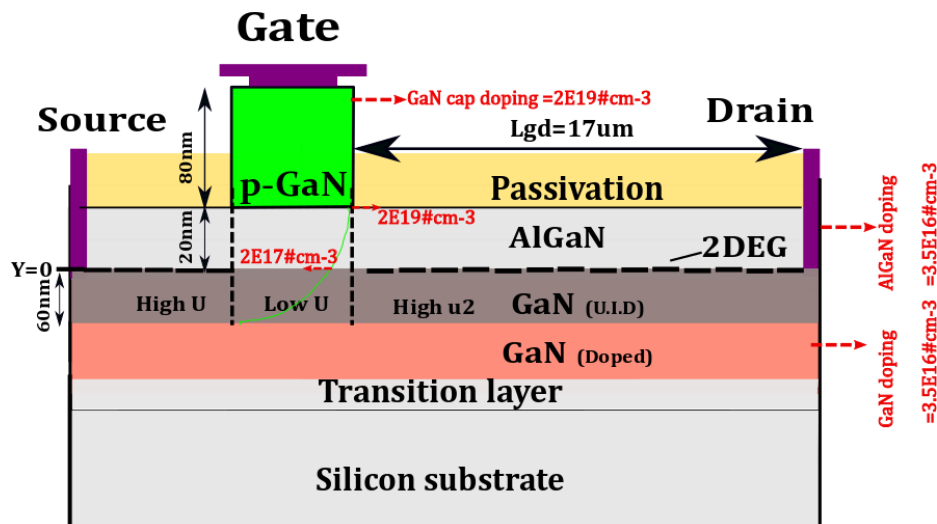 Gate
GaN cap doping =2E19#cm-3
Source
Lgd=17um
Drain
80nm
p-GaN
Passivation
2E19#cm-3
20nm
AlGaN
AlGaN doping
=3.5E16#cm-3
2E17#cm-3
2DEG
Y=0
60nm
High U
Low U
High u2
GaN (U.I.D)
GaN (Doped)
GaN doping
=3.5E16#cm-3
Transition layer
Silicon substrate